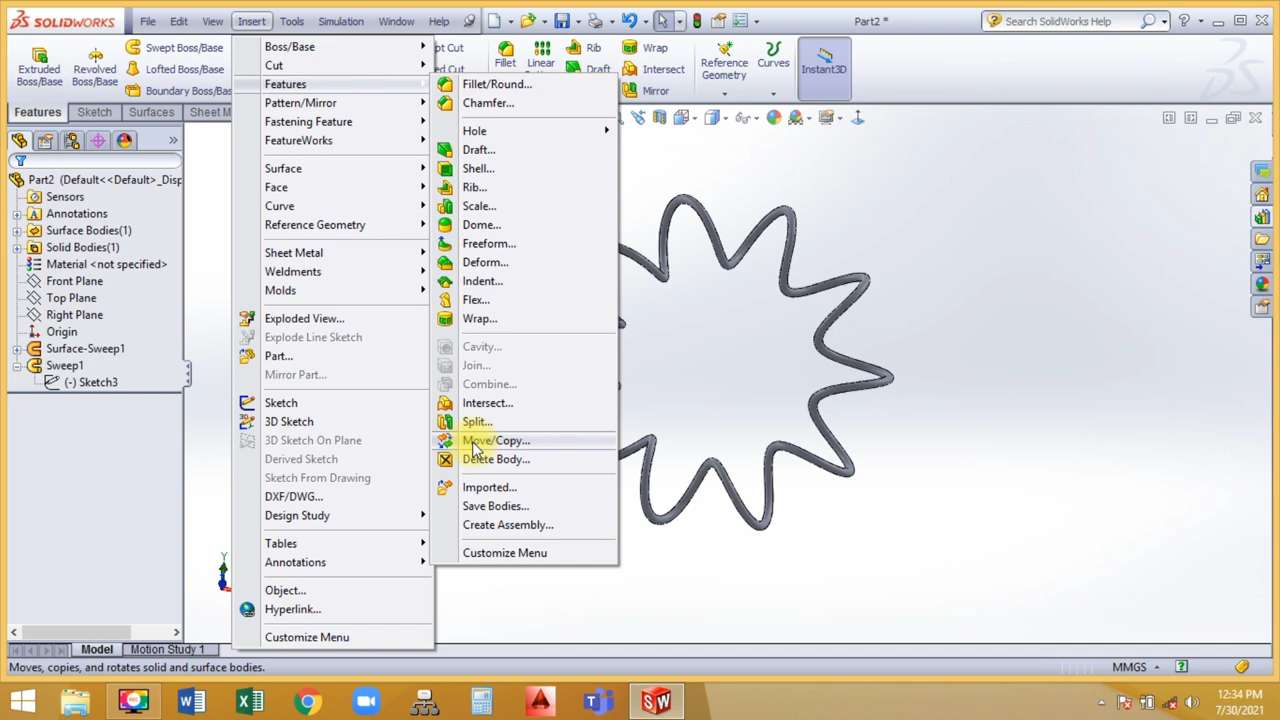 SOLIDWORKS
File Edit View Insert Tools Simulation Window Help
Part2 *
Search SolidWorks Help
Extruded Boss/Base
Revolved Boss/Base
Swept Boss/Base
Lofted Boss/Base
Boundary Boss/Bas
pt Cut
ed Cut
Fillet
Linear
Rib
Draft
Wrap
Intersect
Mirror
Reference Geometry
Curves
Instant3D
Features Sketch Surfaces Sheet M
Part2 (Default<<Default>_Disp
Sensors
Annotations
Surface Bodies(1)
Solid Bodies(1)
Material <not specified>
Front Plane
Top Plane
Right Plane
Origin
Surface-Sweep1
Sweep1
(-) Sketch3
Boss/Base
Cut
Features
Pattern/Mirror
Fastening Feature
FeatureWorks
Surface
Face
Curve
Reference Geometry
Sheet Metal
Weldments
Molds
Exploded View...
Explode Line Sketch
Part...
Mirror Part...
Sketch
3D Sketch
3D Sketch On Plane
Derived Sketch
Sketch From Drawing
DXF/DWG...
Design Study
Tables
Annotations
Object...
Hyperlink...
Customize Menu
Fillet/Round...
Chamfer...
Hole
Draft...
Shell...
Rib...
Scale...
Dome...
Freeform...
Deform...
Indent...
Flex...
Wrap...
Cavity...
Join...
Combine...
Intersect...
Split...
Move/Copy...
Delete Body...
Imported...
Save Bodies...
Create Assembly...
Customize Menu
Y
Model Motion Study 1
Moves, copies, and rotates solid and surface bodies.
MMGS
12:34 PM
7/30/2021